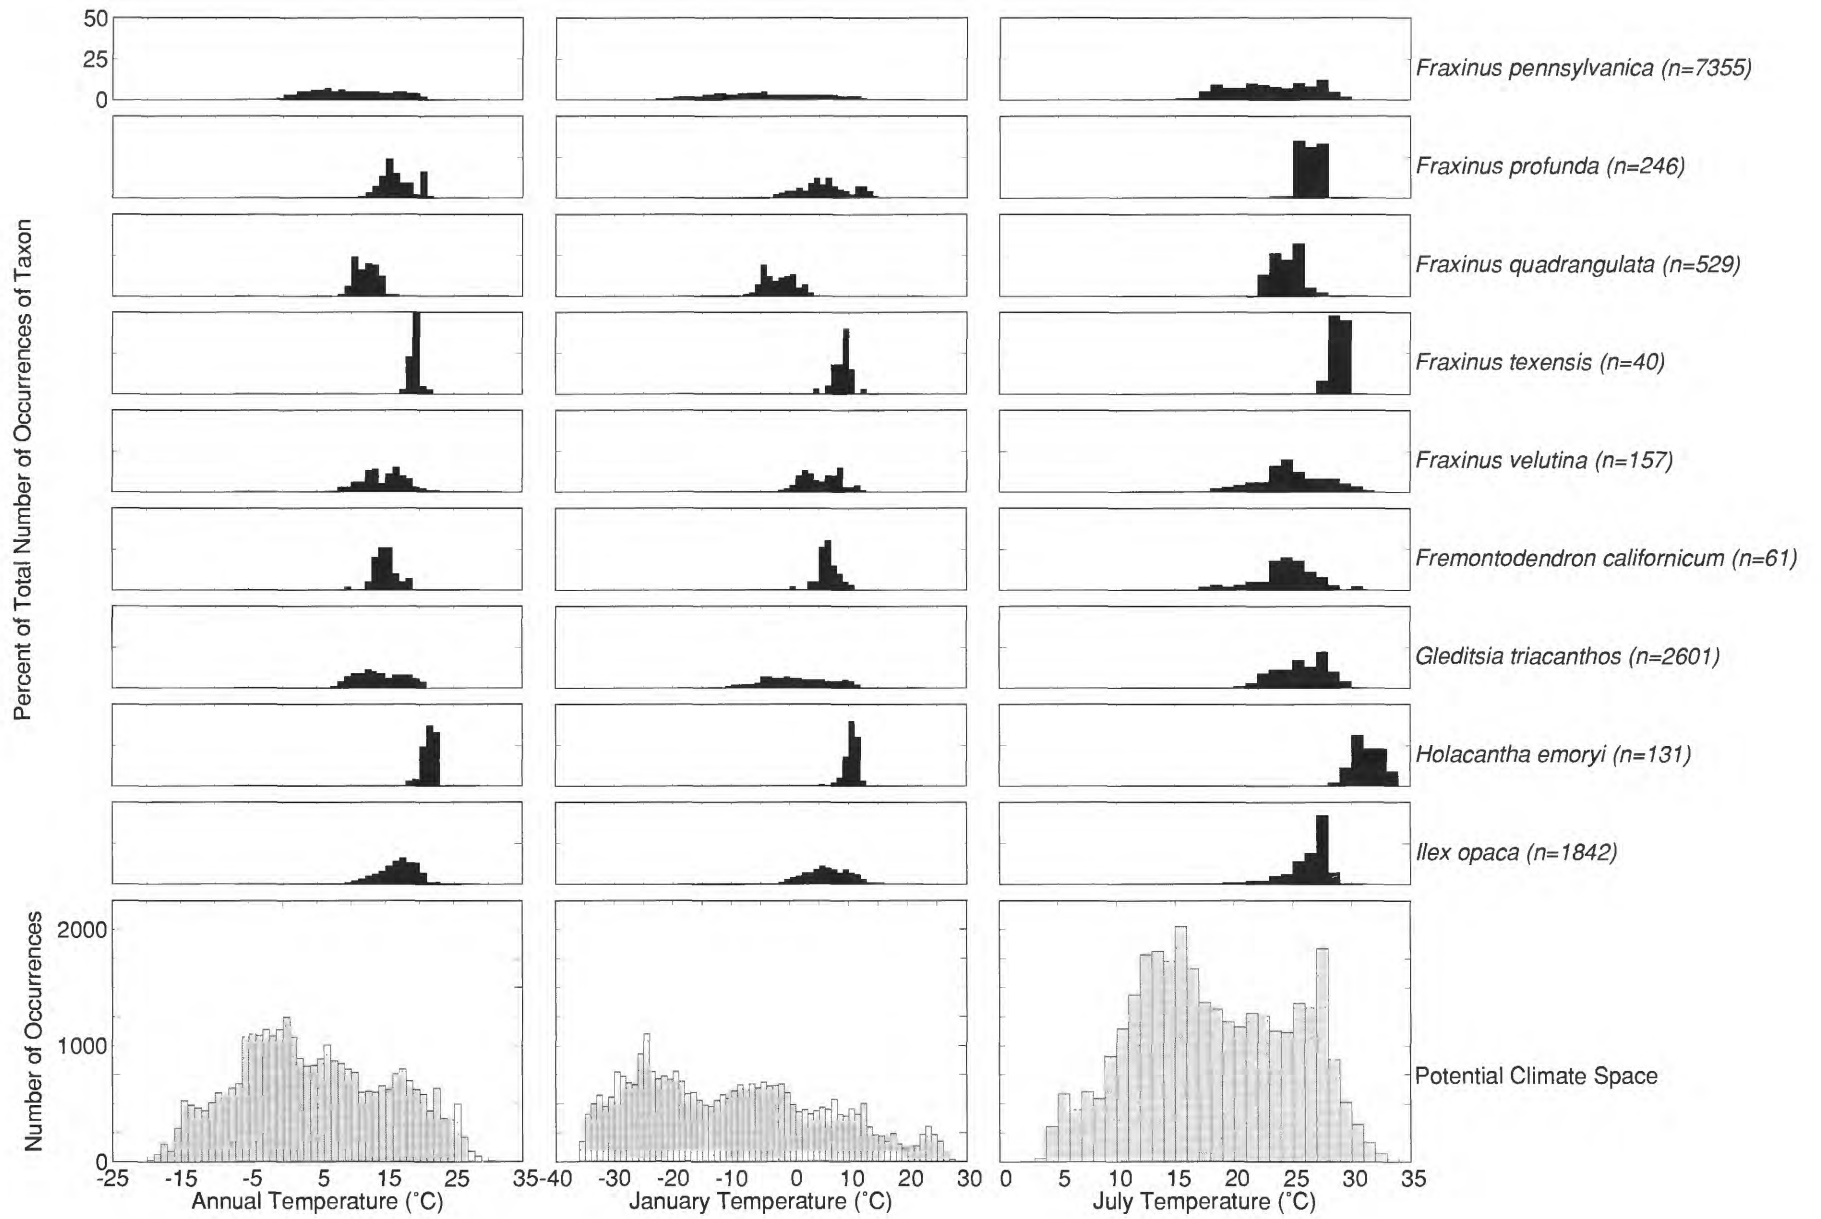 50
25
0
Fraxinus pennsylvanica (n=7355)
Fraxinus profunda (n=246)
Fraxinus quadrangulata (n=529)
Fraxinus texensis (n=40)
Fraxinus velutina (n=157)
Fremontodendron californicum (n=61)
Gleditsia triacanthos (n=2601)
Holacantha emoryi (n=131)
Ilex opaca (n=1842)
Percent of Total Number of Occurrences of Taxon
Number of Occurrences
2000
1000
0
Potential Climate Space
-25 -15 -5 5 15 25 35
-40 -30 -20 -10 0 10 20 30
0 5 10 15 20 25 30 35
Annual Temperature (°C)
January Temperature (°C)
July Temperature (°C)